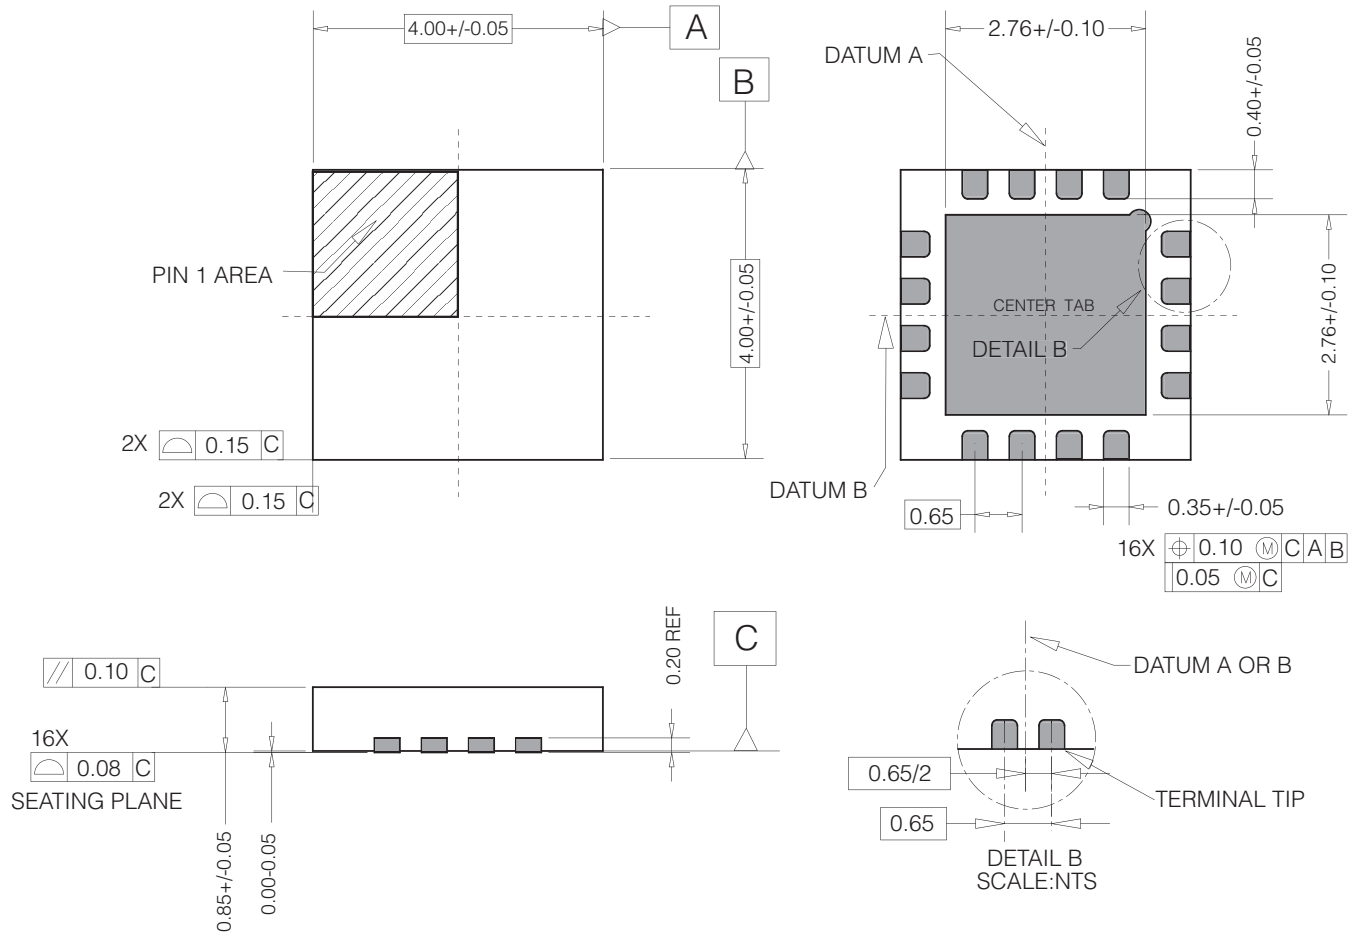 4.00+/-0.05
A
B
PIN 1 AREA
4.00+/-0.05
2X 0.15 C
2X 0.15 C
2.76+/-0.10
DATUM A
0.40+/-0.05
CENTER TAB
DETAIL B
2.76+/-0.10
DATUM B
0.65
0.35+/-0.05
16X ⌖ 0.10 Ⓜ C A B
0.05 Ⓜ C
// 0.10 C
16X
0.08 C
SEATING PLANE
0.85+/-0.05
0.00-0.05
0.20 REF
C
DATUM A OR B
0.65/2
TERMINAL TIP
0.65
DETAIL B
SCALE:NTS